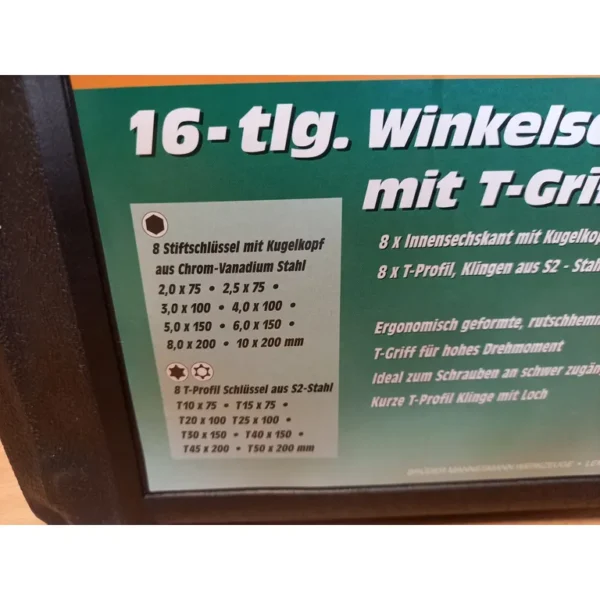 16-tlg. Winkelsc
mit T-Grif
8 Stiftschlüssel mit Kugelkopf
aus Chrom-Vanadium Stahl
2,0 x 75 • 2,5 x 75 •
3,0 x 100 • 4,0 x 100 •
5,0 x 150 • 6,0 x 150 •
8,0 x 200 • 10 x 200 mm
8 T-Profil Schlüssel aus S2-Stahl
T10 x 75 • T15 x 75 •
T20 x 100 T25 x 100 •
T30 x 150 • T40 x 150 •
T45 x 200 • T50 x 200 mm
8 x Innensechskant mit Kugelkop
8 x T-Profil, Klingen aus S2 - Stah
Ergonomisch geformte, rutschhemm
T-Griff für hohes Drehmoment
Ideal zum Schrauben an schwer zugän
Kurze T-Profil Klinge mit Loch
BRÜDER MANNESMANN WERKZEUGE •